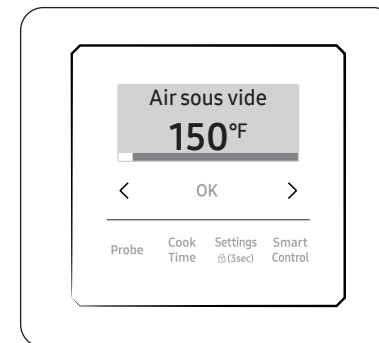 Air sous vide
150°F
< OK >
Probe Cook Time Settings (3sec) Smart Control